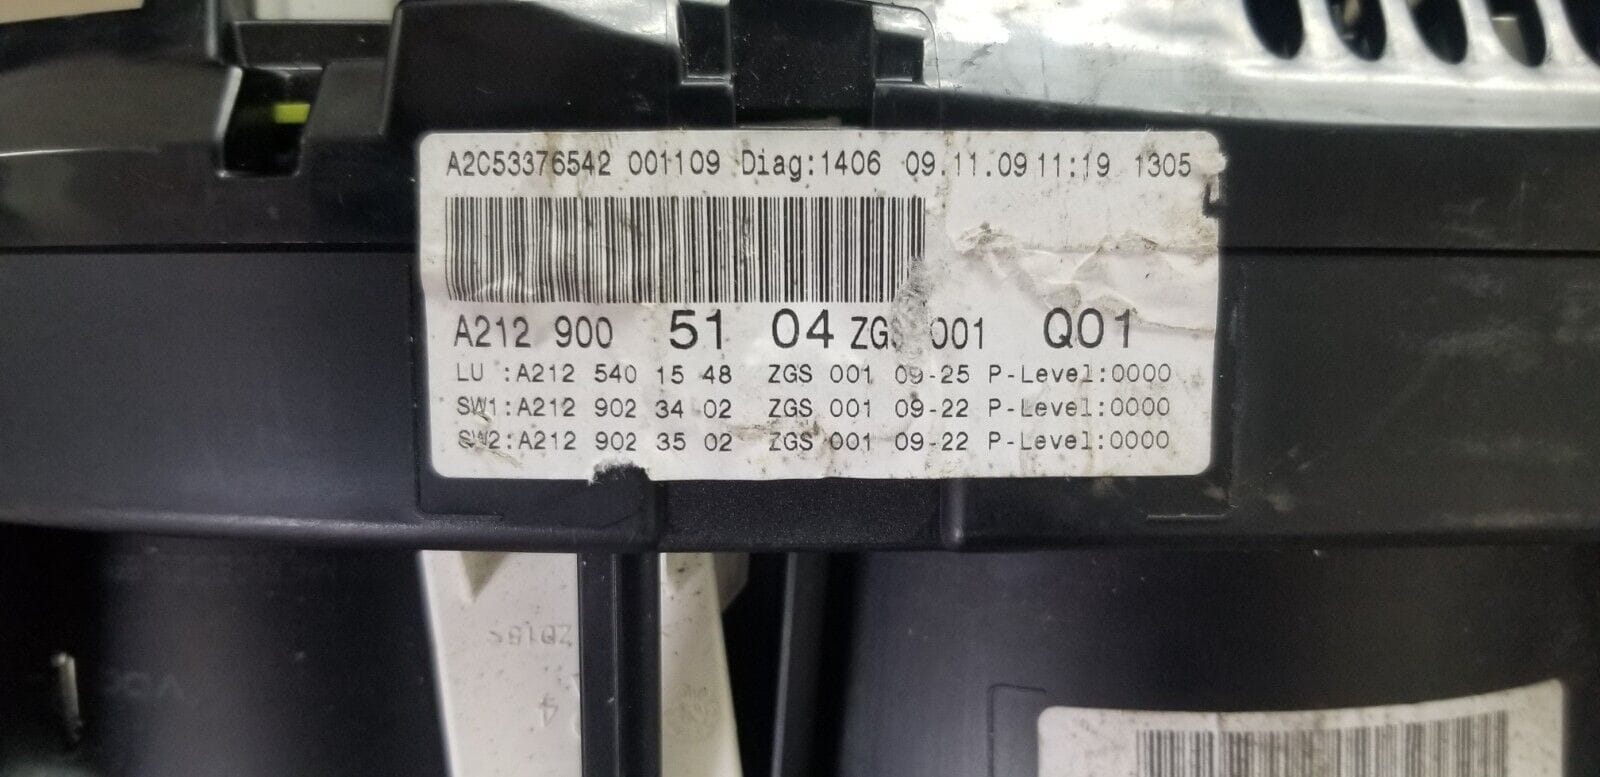 A2C53376542 001109 Diag:1406 09.11.09 11:19 1305
A212 900 51 04 ZGS 001 Q01
LU :A212 540 15 48 ZGS 001 09-25 P-Level:0000
SW1:A212 902 34 02 ZGS 001 09-22 P-Level:0000
SW2:A212 902 35 02 ZGS 001 09-22 P-Level:0000
4